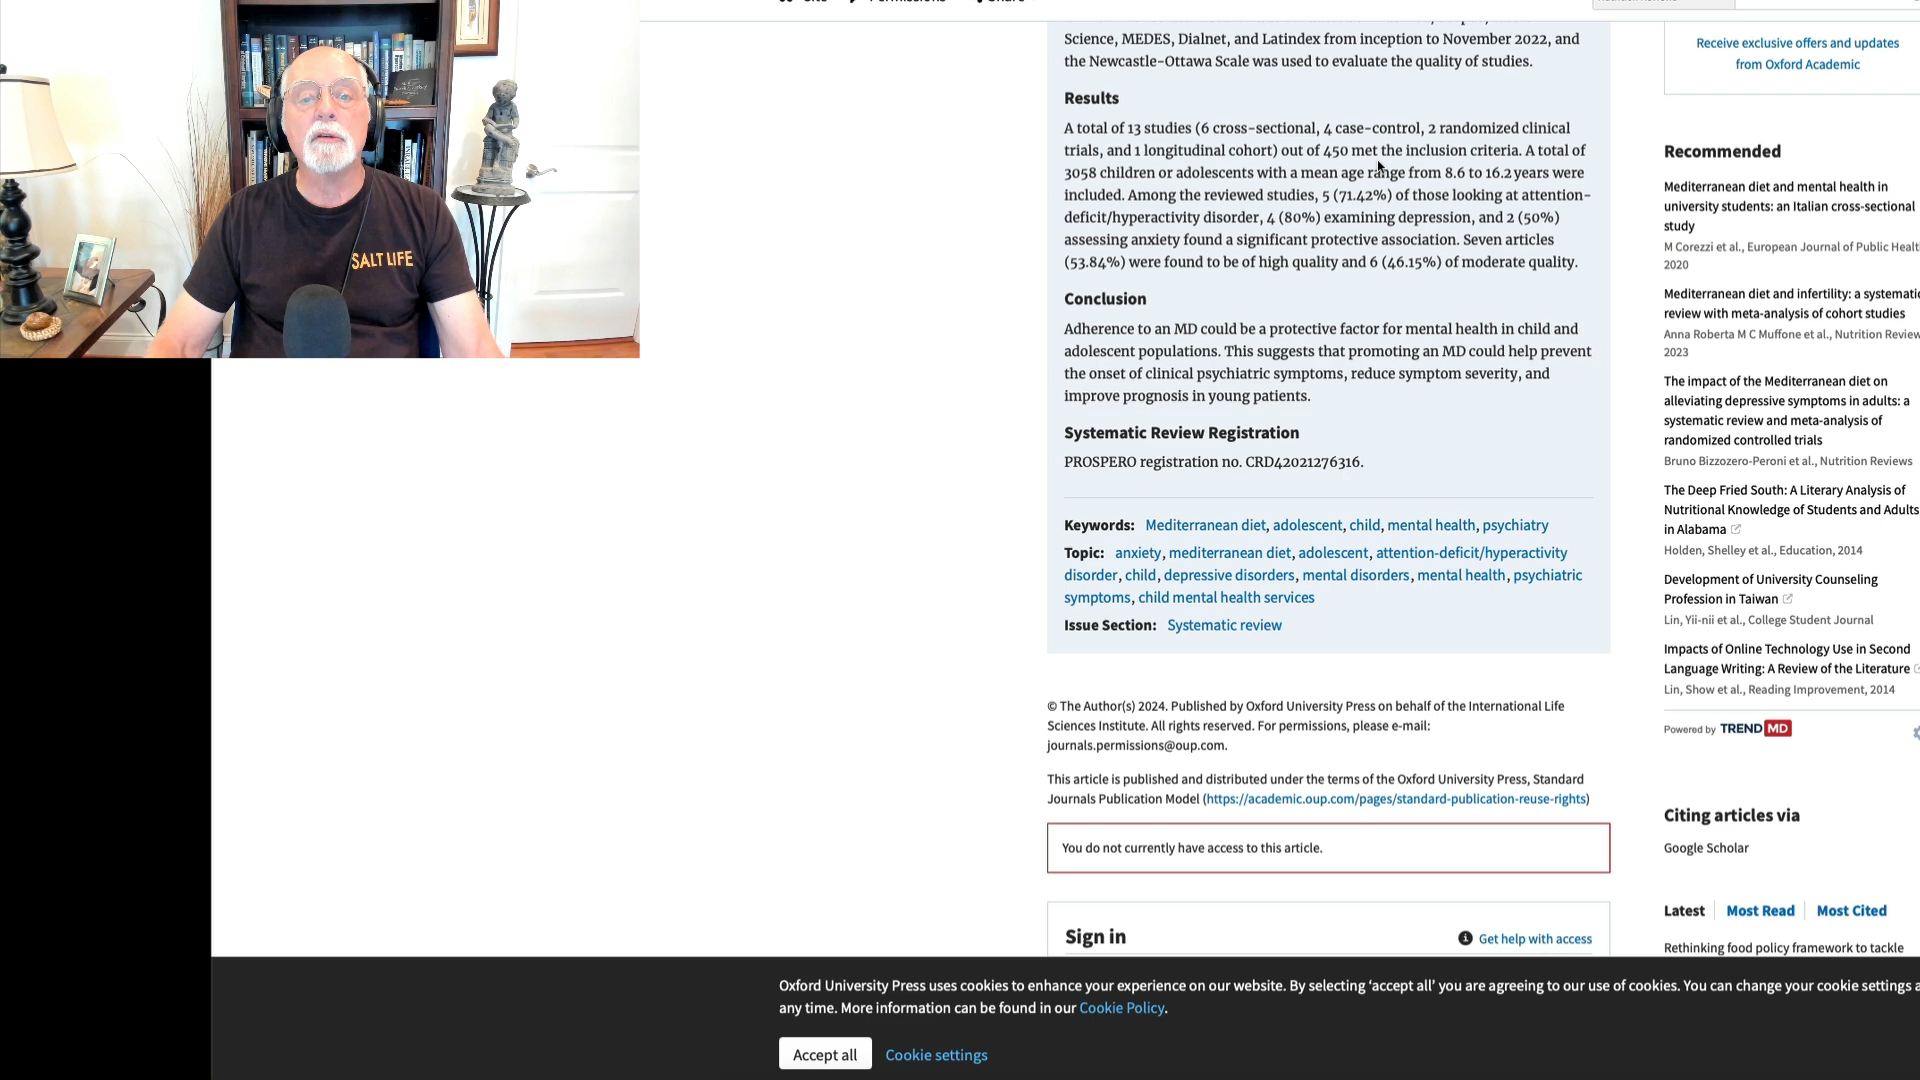 SALT LIFE
Science, MEDES, Dialnet, and Latindex from inception to November 2022, and
the Newcastle-Ottawa Scale was used to evaluate the quality of studies.
Results
A total of 13 studies (6 cross-sectional, 4 case-control, 2 randomized clinical
trials, and 1 longitudinal cohort) out of 450 met the inclusion criteria. A total of
3058 children or adolescents with a mean age range from 8.6 to 16.2 years were
included. Among the reviewed studies, 5 (71.42%) of those looking at attention-
deficit/hyperactivity disorder, 4 (80%) examining depression, and 2 (50%)
assessing anxiety found a significant protective association. Seven articles
(53.84%) were found to be of high quality and 6 (46.15%) of moderate quality.
Conclusion
Adherence to an MD could be a protective factor for mental health in child and
adolescent populations. This suggests that promoting an MD could help prevent
the onset of clinical psychiatric symptoms, reduce symptom severity, and
improve prognosis in young patients.
Systematic Review Registration
PROSPERO registration no. CRD42021276316.
Keywords: Mediterranean diet, adolescent, child, mental health, psychiatry
Topic: anxiety, mediterranean diet, adolescent, attention-deficit/hyperactivity
disorder, child, depressive disorders, mental disorders, mental health, psychiatric
symptoms, child mental health services
Issue Section: Systematic review
© The Author(s) 2024. Published by Oxford University Press on behalf of the International Life
Sciences Institute. All rights reserved. For permissions, please e-mail:
journals.permissions@oup.com.
This article is published and distributed under the terms of the Oxford University Press, Standard
Journals Publication Model (https://academic.oup.com/pages/standard-publication-reuse-rights)
You do not currently have access to this article.
Sign in
Get help with access
Receive exclusive offers and updates
from Oxford Academic
Recommended
Mediterranean diet and mental health in
university students: an Italian cross-sectional
study
M Corezzi et al., European Journal of Public Healt
2020
Mediterranean diet and infertility: a systematic
review with meta-analysis of cohort studies
Anna Roberta M C Muffone et al., Nutrition Review
2023
The impact of the Mediterranean diet on
alleviating depressive symptoms in adults: a
systematic review and meta-analysis of
randomized controlled trials
Bruno Bizzozero-Peroni et al., Nutrition Reviews
The Deep Fried South: A Literary Analysis of
Nutritional Knowledge of Students and Adults
in Alabama
Holden, Shelley et al., Education, 2014
Development of University Counseling
Profession in Taiwan
Lin, Yii-nii et al., College Student Journal
Impacts of Online Technology Use in Second
Language Writing: A Review of the Literature
Lin, Show et al., Reading Improvement, 2014
Powered by TREND MD
Citing articles via
Google Scholar
Latest Most Read Most Cited
Rethinking food policy framework to tackle
Oxford University Press uses cookies to enhance your experience on our website. By selecting ‘accept all’ you are agreeing to our use of cookies. You can change your cookie settings a
any time. More information can be found in our Cookie Policy.
Accept all Cookie settings